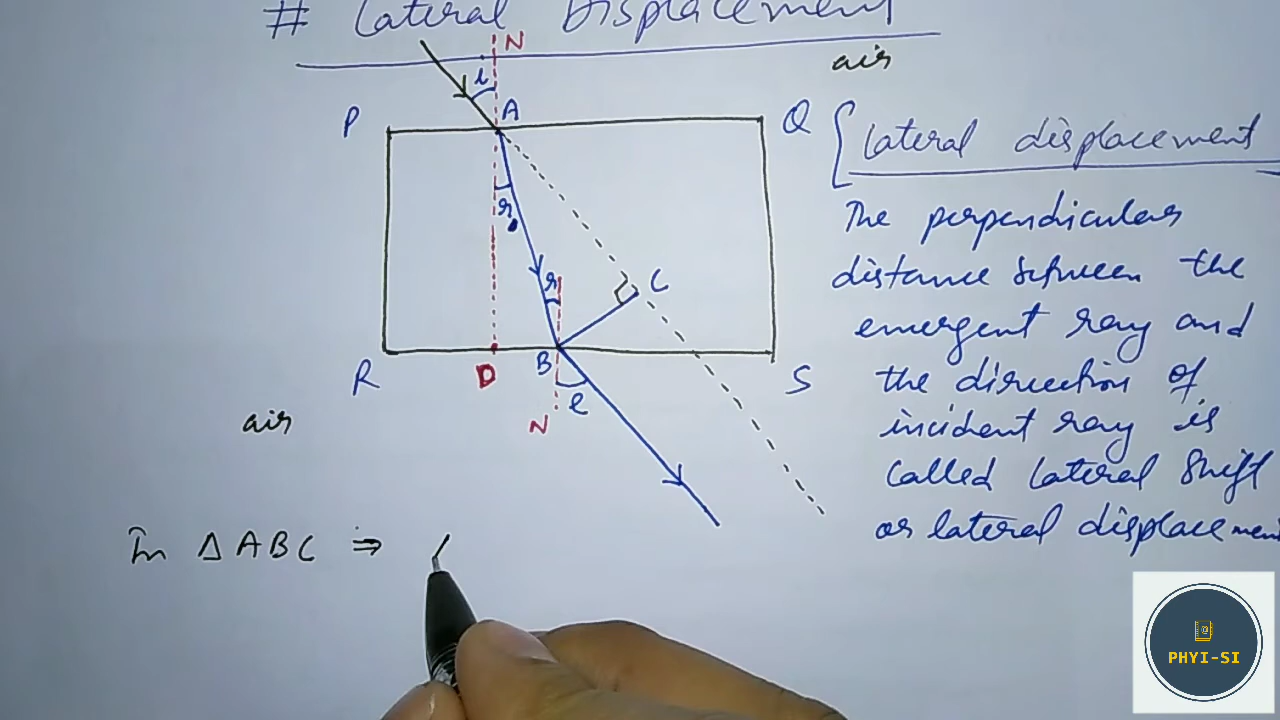 # Lateral Displacement
N
air
i
A
P
Q
{Lateral displacement
The perpendicular
distance between the
emergent ray and
the direction of
incident ray is
called lateral shift
or lateral displacement
r
r
C
R
D
B
S
e
N
air
In ΔABC ⇒
PHYI-SI